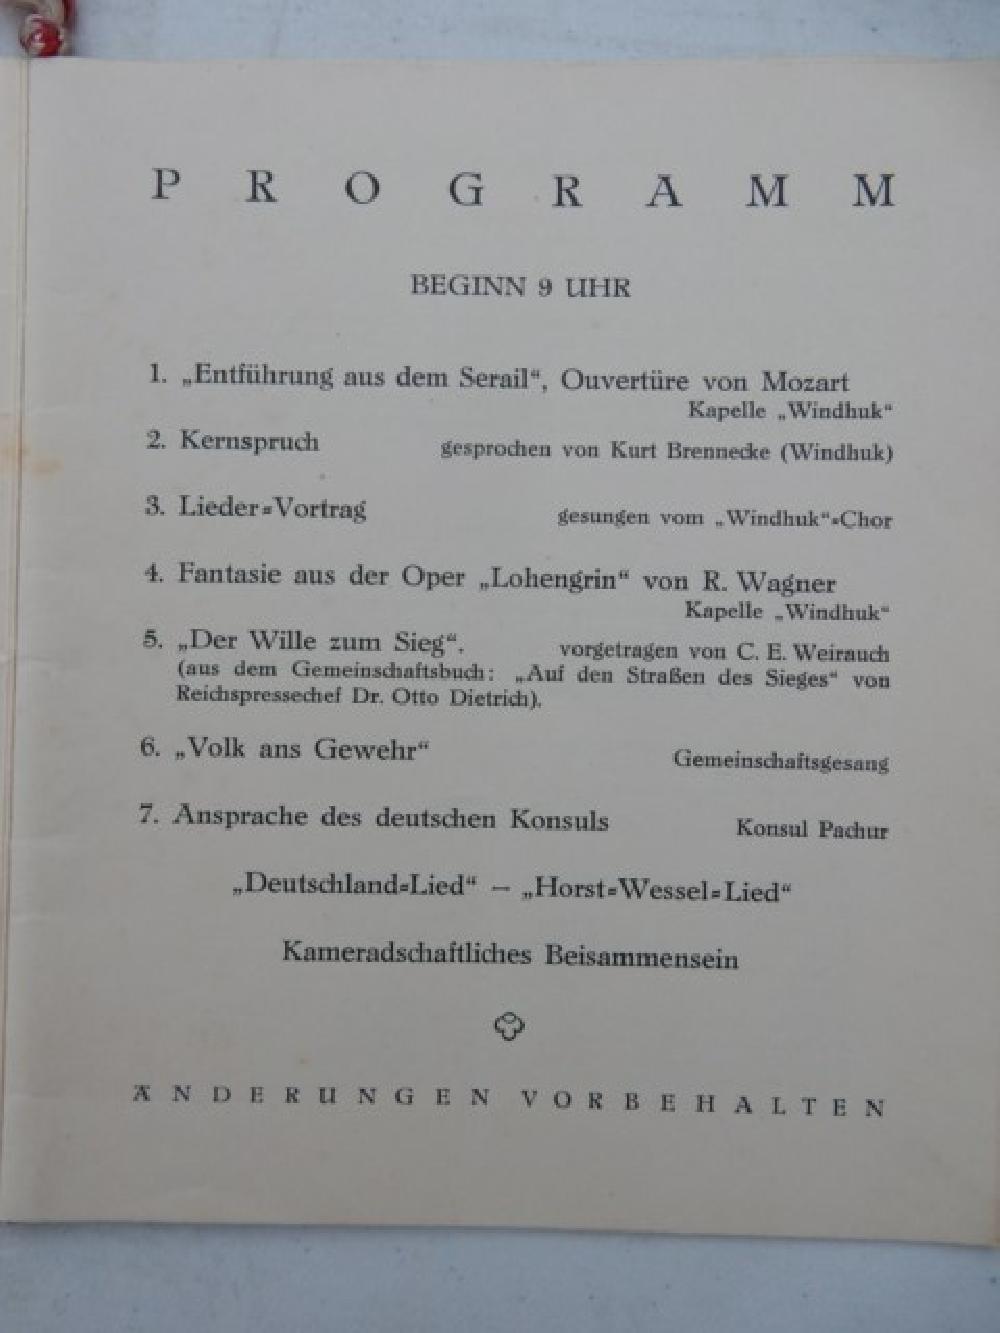 PROGRAMM
BEGINN 9 UHR
1. „Entführung aus dem Serail“, Ouvertüre von Mozart
Kapelle „Windhuk“
2. Kernspruch gesprochen von Kurt Brennecke (Windhuk)
3. Lieder-Vortrag gesungen vom „Windhuk“-Chor
4. Fantasie aus der Oper „Lohengrin“ von R. Wagner
Kapelle „Windhuk“
5. „Der Wille zum Sieg“. vorgetragen von C. E. Weirauch
(aus dem Gemeinschaftsbuch: „Auf den Straßen des Sieges“ von
Reichspressechef Dr. Otto Dietrich).
6. „Volk ans Gewehr“ Gemeinschaftsgesang
7. Ansprache des deutschen Konsuls Konsul Pachur
„Deutschland-Lied“ – „Horst-Wessel-Lied“
Kameradschaftliches Beisammensein
ÄNDERUNGEN VORBEHALTEN